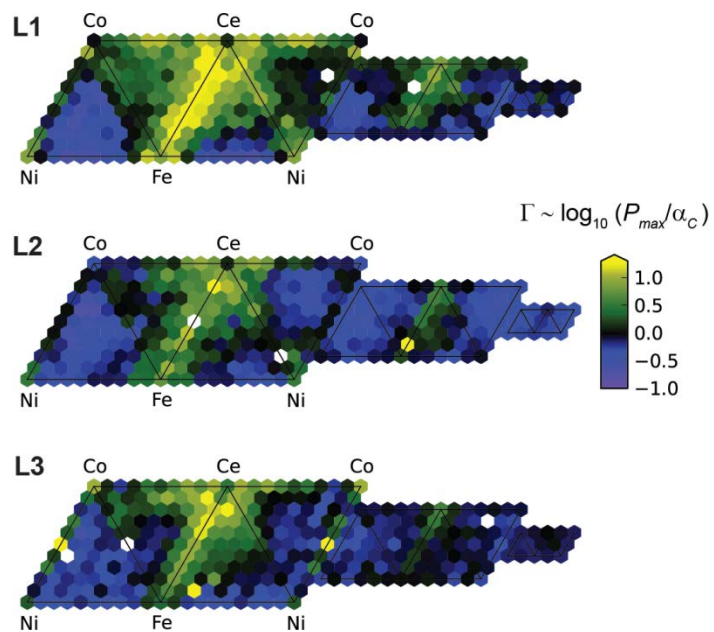 L1
Co Ce Co
Ni Fe Ni
Γ ~ log₁₀ (Pmax/αC)
L2
Co Ce Co
1.0
0.5
0.0
−0.5
−1.0
Ni Fe Ni
L3
Co Ce Co
Ni Fe Ni